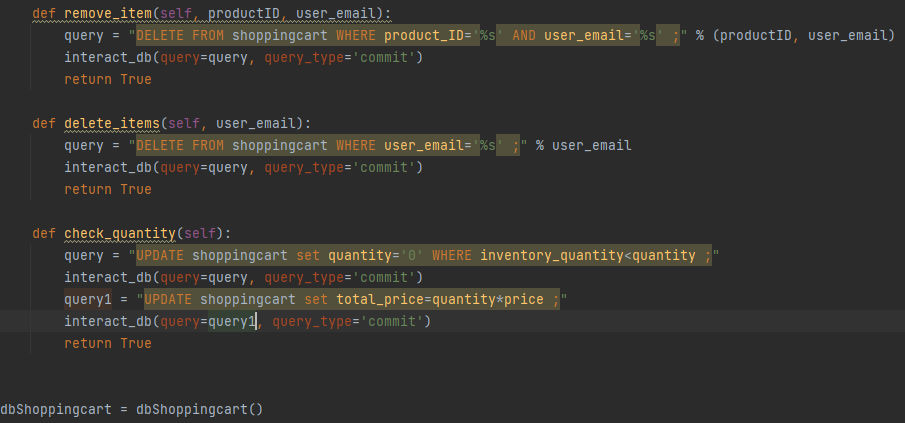 def remove_item(self, productID, user_email):
query = "DELETE FROM shoppingcart WHERE product_ID='%s' AND user_email='%s' ;" % (productID, user_email)
interact_db(query=query, query_type='commit')
return True
def delete_items(self, user_email):
query = "DELETE FROM shoppingcart WHERE user_email='%s' ;" % user_email
interact_db(query=query, query_type='commit')
return True
def check_quantity(self):
query = "UPDATE shoppingcart set quantity='0' WHERE inventory_quantity<quantity ;"
interact_db(query=query, query_type='commit')
query1 = "UPDATE shoppingcart set total_price=quantity*price ;"
interact_db(query=query1, query_type='commit')
return True
dbShoppingcart = dbShoppingcart()